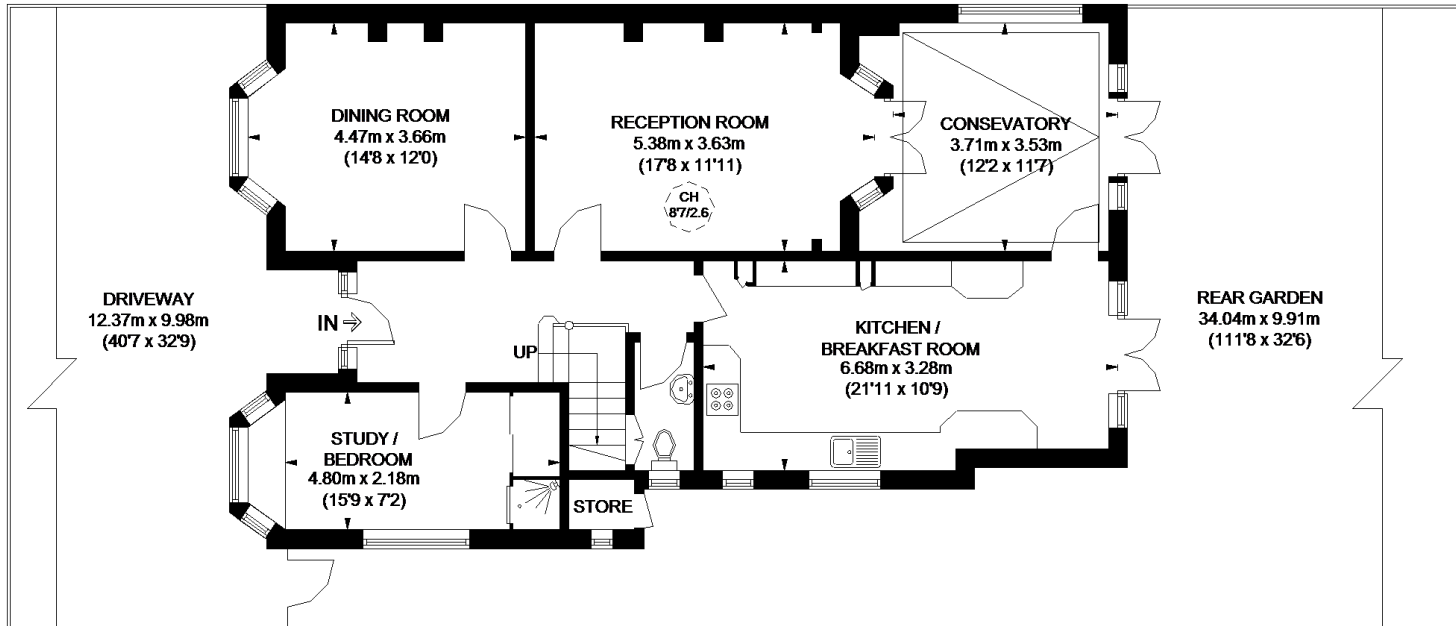 DINING ROOM
4.47m x 3.66m
(14'8 x 12'0)
RECEPTION ROOM
5.38m x 3.63m
(17'8 x 11'11)
CH
8'7/2.6
CONSEVATORY
3.71m x 3.53m
(12'2 x 11'7)
DRIVEWAY
12.37m x 9.98m
(40'7 x 32'9)
IN
UP
KITCHEN /
BREAKFAST ROOM
6.68m x 3.28m
(21'11 x 10'9)
REAR GARDEN
34.04m x 9.91m
(111'8 x 32'6)
STUDY /
BEDROOM
4.80m x 2.18m
(15'9 x 7'2)
STORE